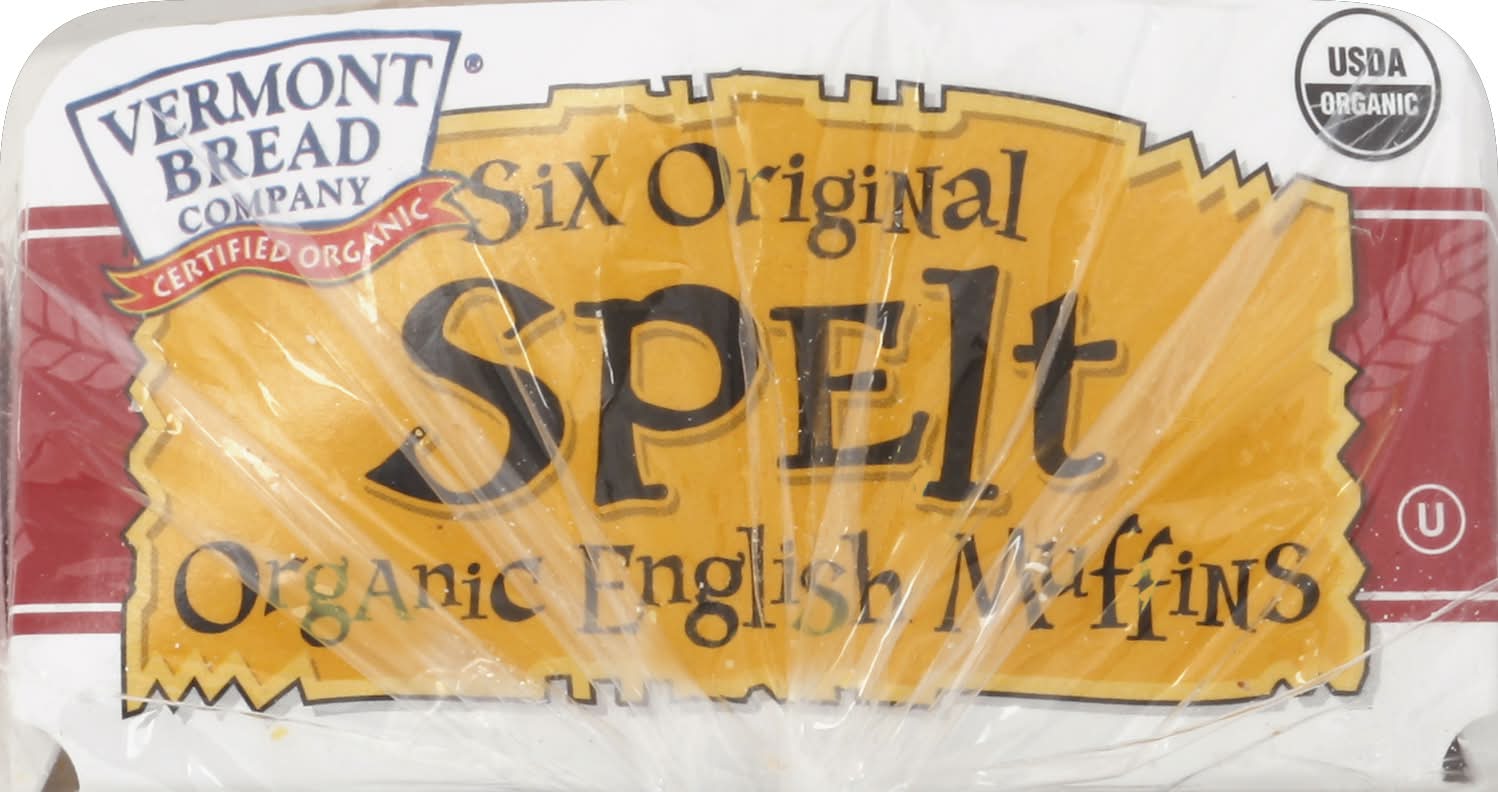 VERMONT
BREAD
COMPANY
®
CERTIFIED ORGANIC
USDA
ORGANIC
Six Original
Spelt
Organic English Muffins
U